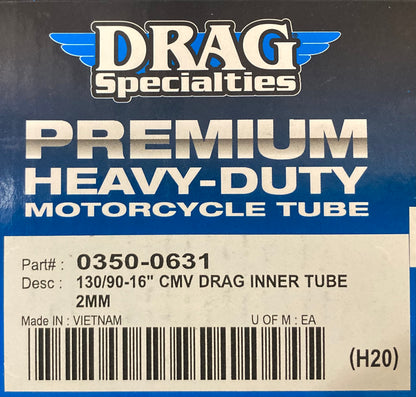 DRAG
Specialties
PREMIUM
HEAVY-DUTY
MOTORCYCLE TUBE
Part# : 0350-0631
Desc : 130/90-16" CMV DRAG INNER TUBE
2MM
Made IN : VIETNAM U OF M : EA
(H20)